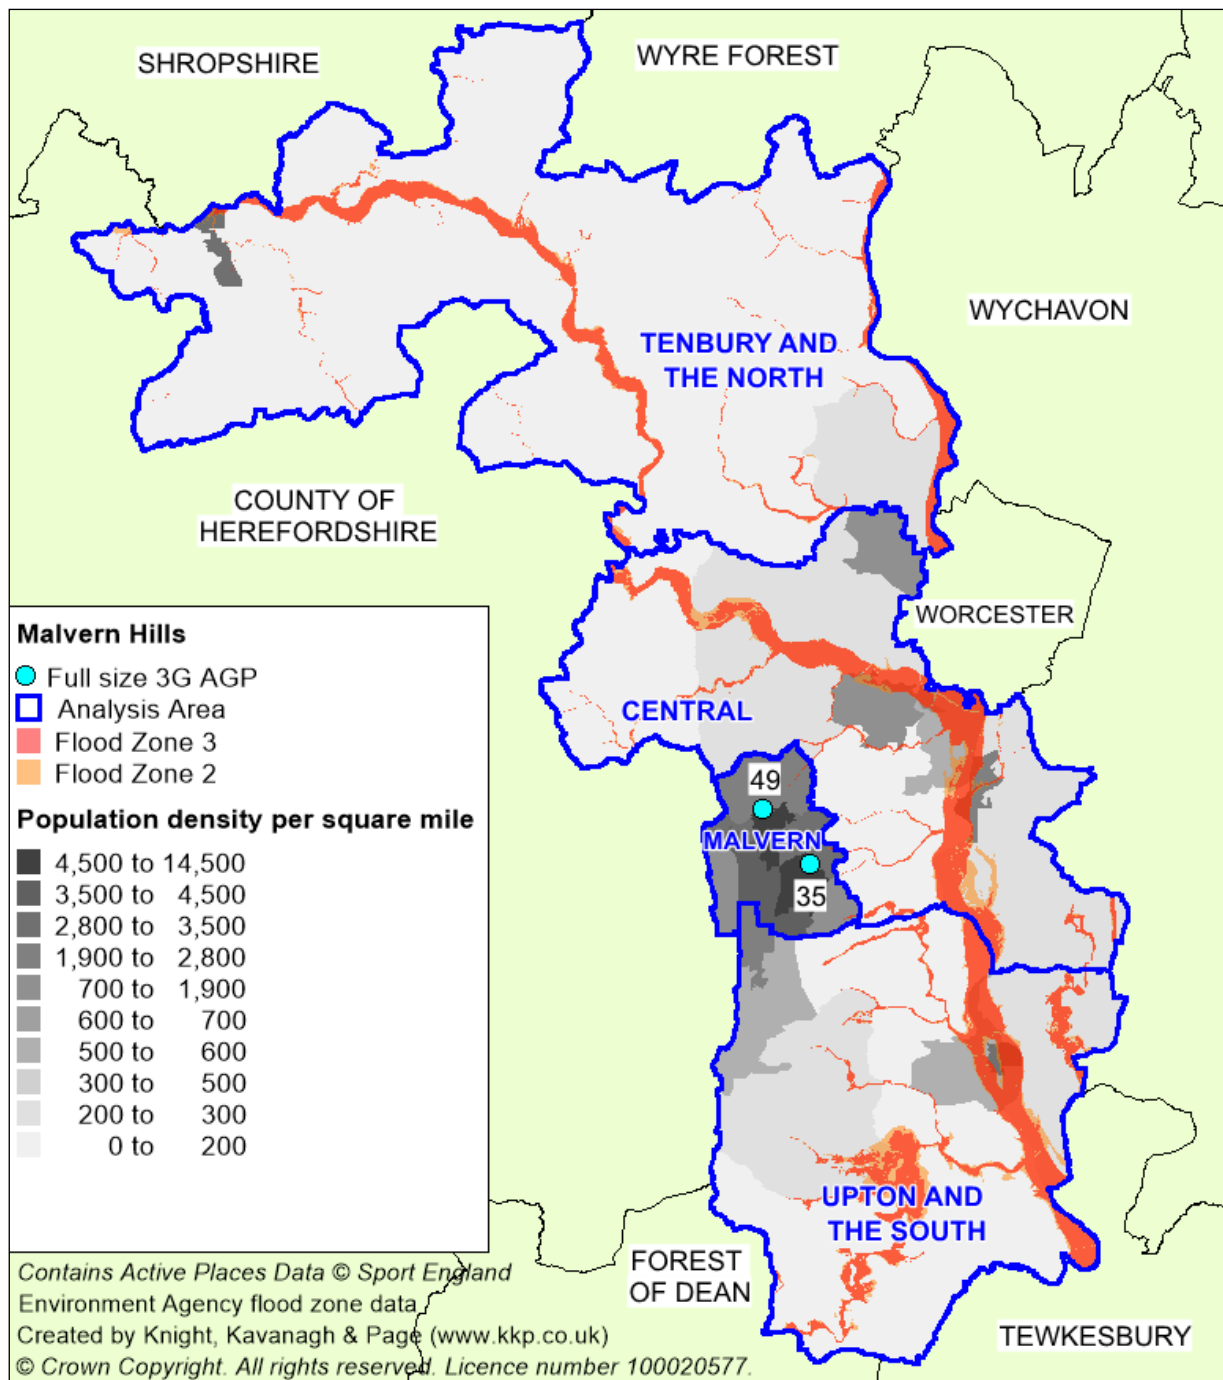 SHROPSHIRE
WYRE FOREST
WYCHAVON
TENBURY AND
THE NORTH
COUNTY OF
HEREFORDSHIRE
WORCESTER
CENTRAL
49
MALVERN
35
UPTON AND
THE SOUTH
FOREST
OF DEAN
TEWKESBURY
Malvern Hills
Full size 3G AGP
Analysis Area
Flood Zone 3
Flood Zone 2
Population density per square mile
4,500 to 14,500
3,500 to 4,500
2,800 to 3,500
1,900 to 2,800
700 to 1,900
600 to 700
500 to 600
300 to 500
200 to 300
0 to 200
Contains Active Places Data © Sport England
Environment Agency flood zone data
Created by Knight, Kavanagh & Page (www.kkp.co.uk)
© Crown Copyright. All rights reserved. Licence number 100020577.